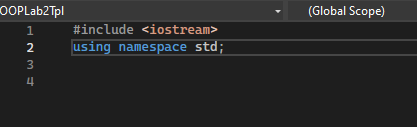 OOPLab2Tpl (Global Scope)
1 #include <iostream>
2 using namespace std;
3
4